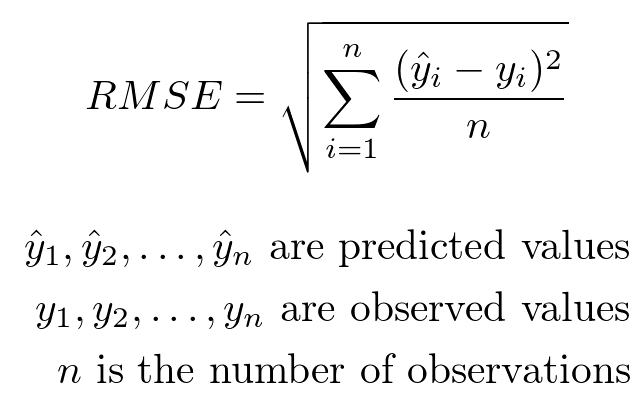 $RMSE = \sqrt{\sum_{i=1}^{n} \frac{(\hat{y}_i - y_i)^2}{n}}$
$\hat{y}_1, \hat{y}_2, \ldots, \hat{y}_n$ are predicted values
$y_1, y_2, \ldots, y_n$ are observed values
$n$ is the number of observations